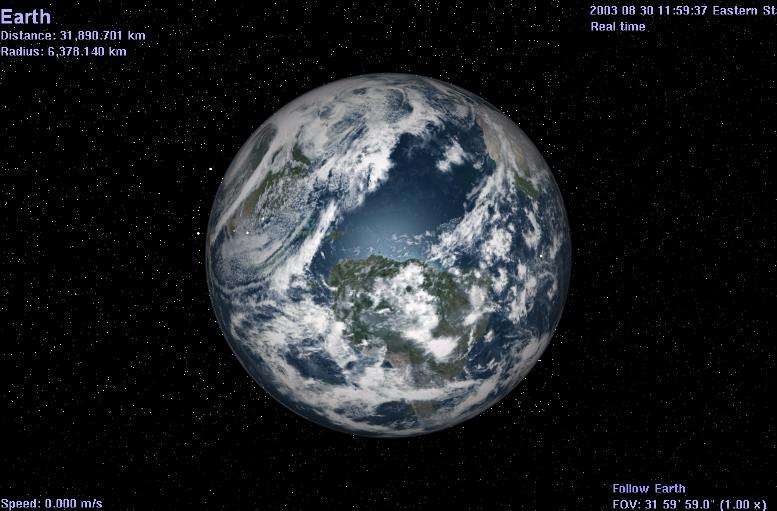 Earth
Distance: 31,890.701 km
Radius: 6,378.140 km
2003 08 30 11:59:37 Eastern St
Real time
Speed: 0.000 m/s
Follow Earth
FOV: 31 59' 59.0" (1.00 x)